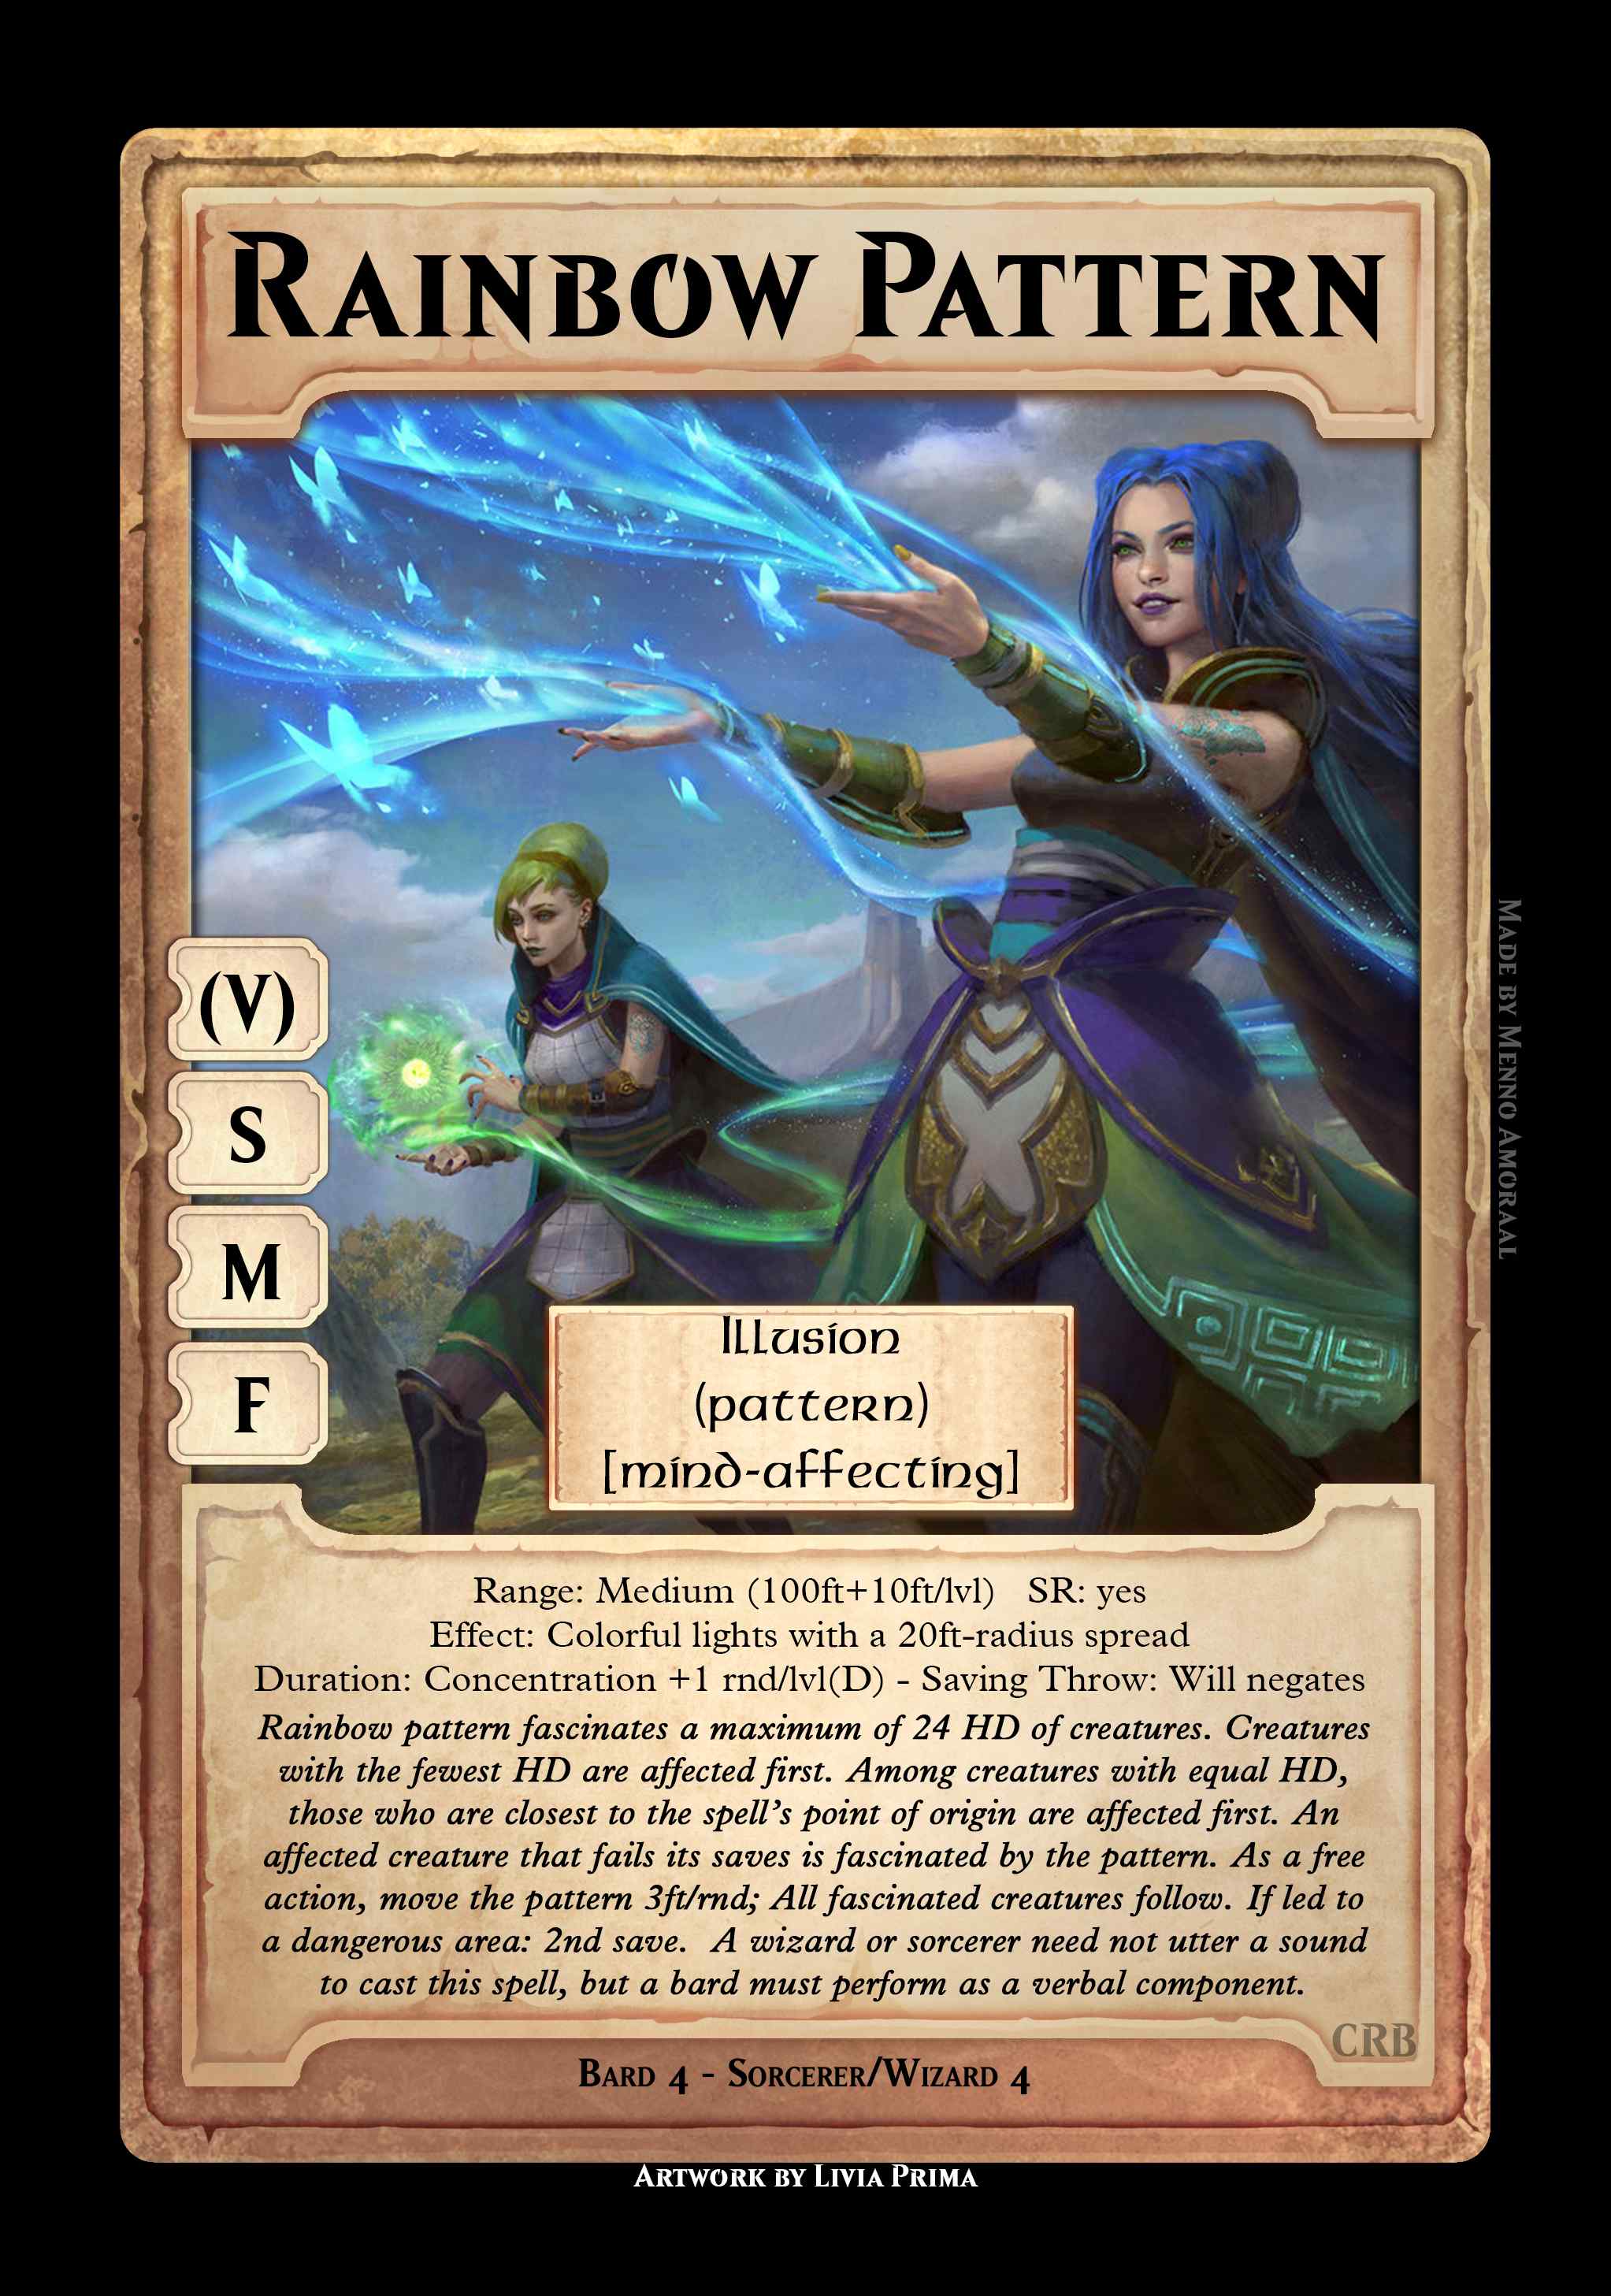 Rainbow Pattern
(V)
S
M
F
Illusion
(pattern)
[mind-affecting]
Range: Medium (100ft+10ft/lvl) SR: yes
Effect: Colorful lights with a 20ft-radius spread
Duration: Concentration +1 rnd/lvl(D) - Saving Throw: Will negates
Rainbow pattern fascinates a maximum of 24 HD of creatures. Creatures
with the fewest HD are affected first. Among creatures with equal HD,
those who are closest to the spell’s point of origin are affected first. An
affected creature that fails its saves is fascinated by the pattern. As a free
action, move the pattern 3ft/rnd; All fascinated creatures follow. If led to
a dangerous area: 2nd save. A wizard or sorcerer need not utter a sound
to cast this spell, but a bard must perform as a verbal component.
CRB
Bard 4 - Sorcerer/Wizard 4
Artwork by Livia Prima
Made by Menno Amoraal